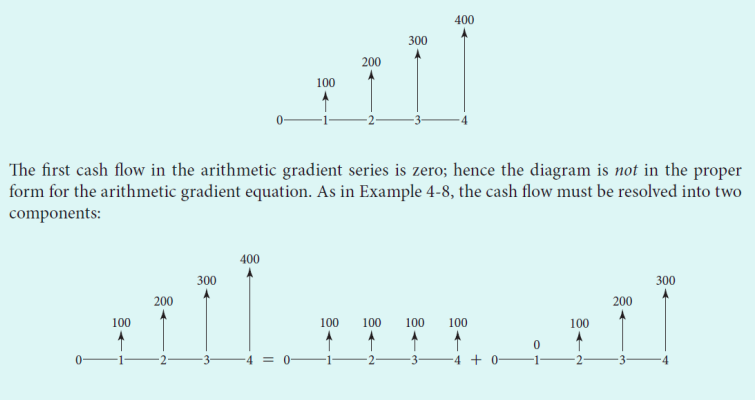 400
300
200
100
0 1 2 3 4
The first cash flow in the arithmetic gradient series is zero; hence the diagram is not in the proper
form for the arithmetic gradient equation. As in Example 4-8, the cash flow must be resolved into two
components:
400
300 300
200 200
100 100 100 100 100 100
0
0 1 2 3 4 = 0 1 2 3 4 + 0 1 2 3 4